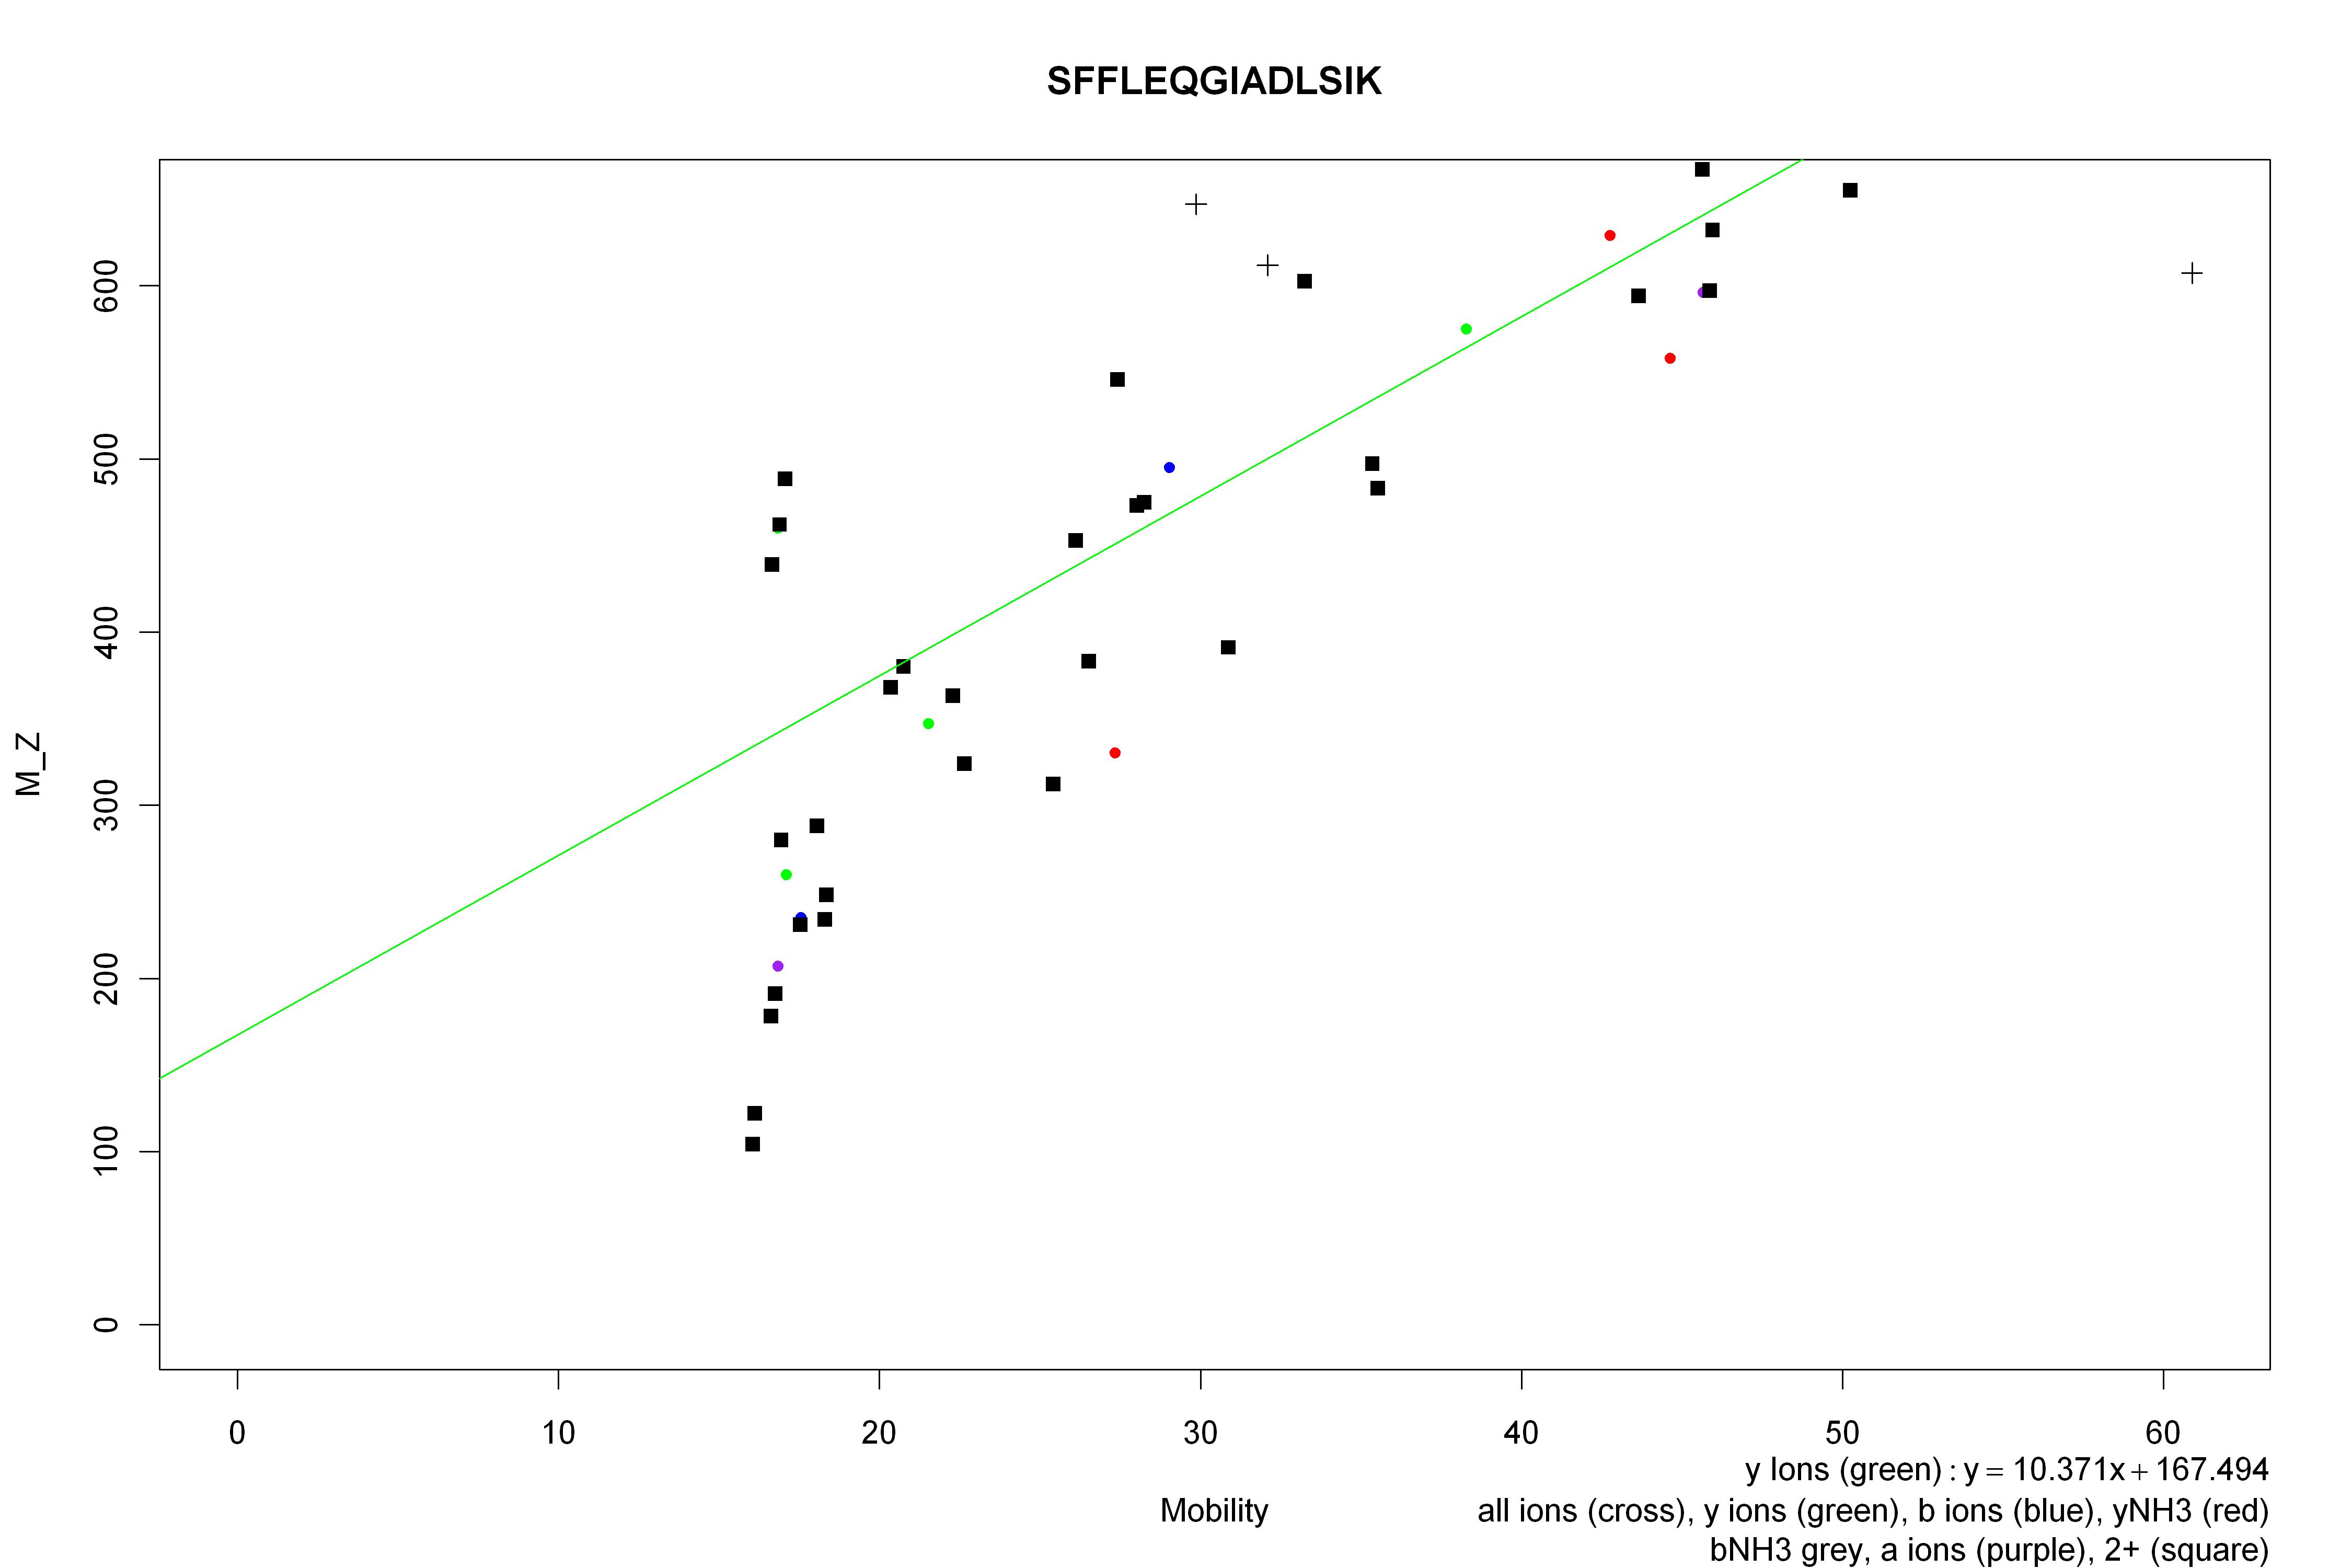 SFFLEQGIADLSIK
M_Z
600
500
400
300
200
100
0
0 10 20 30 40 50 60
y Ions (green) : y = 10.371x + 167.494
Mobility
all ions (cross), y ions (green), b ions (blue), yNH3 (red)
bNH3 grey, a ions (purple), 2+ (square)